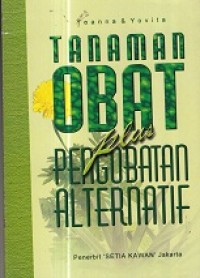 Yoanna & Yovita
TANAMAN
OBAT
plus
PENGOBATAN
ALTERNATIF
Penerbit 'SETIA KAWAN' Jakarta